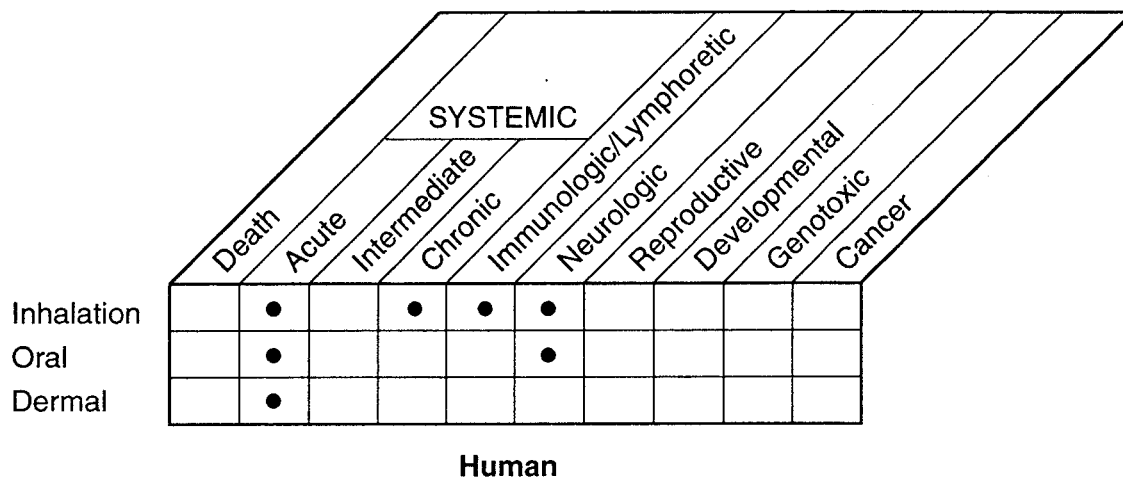 SYSTEMIC
Death
Acute
Intermediate
Chronic
Immunologic/Lymphoretic
Neurologic
Reproductive
Developmental
Genotoxic
Cancer
Inhalation
Oral
Dermal
Human